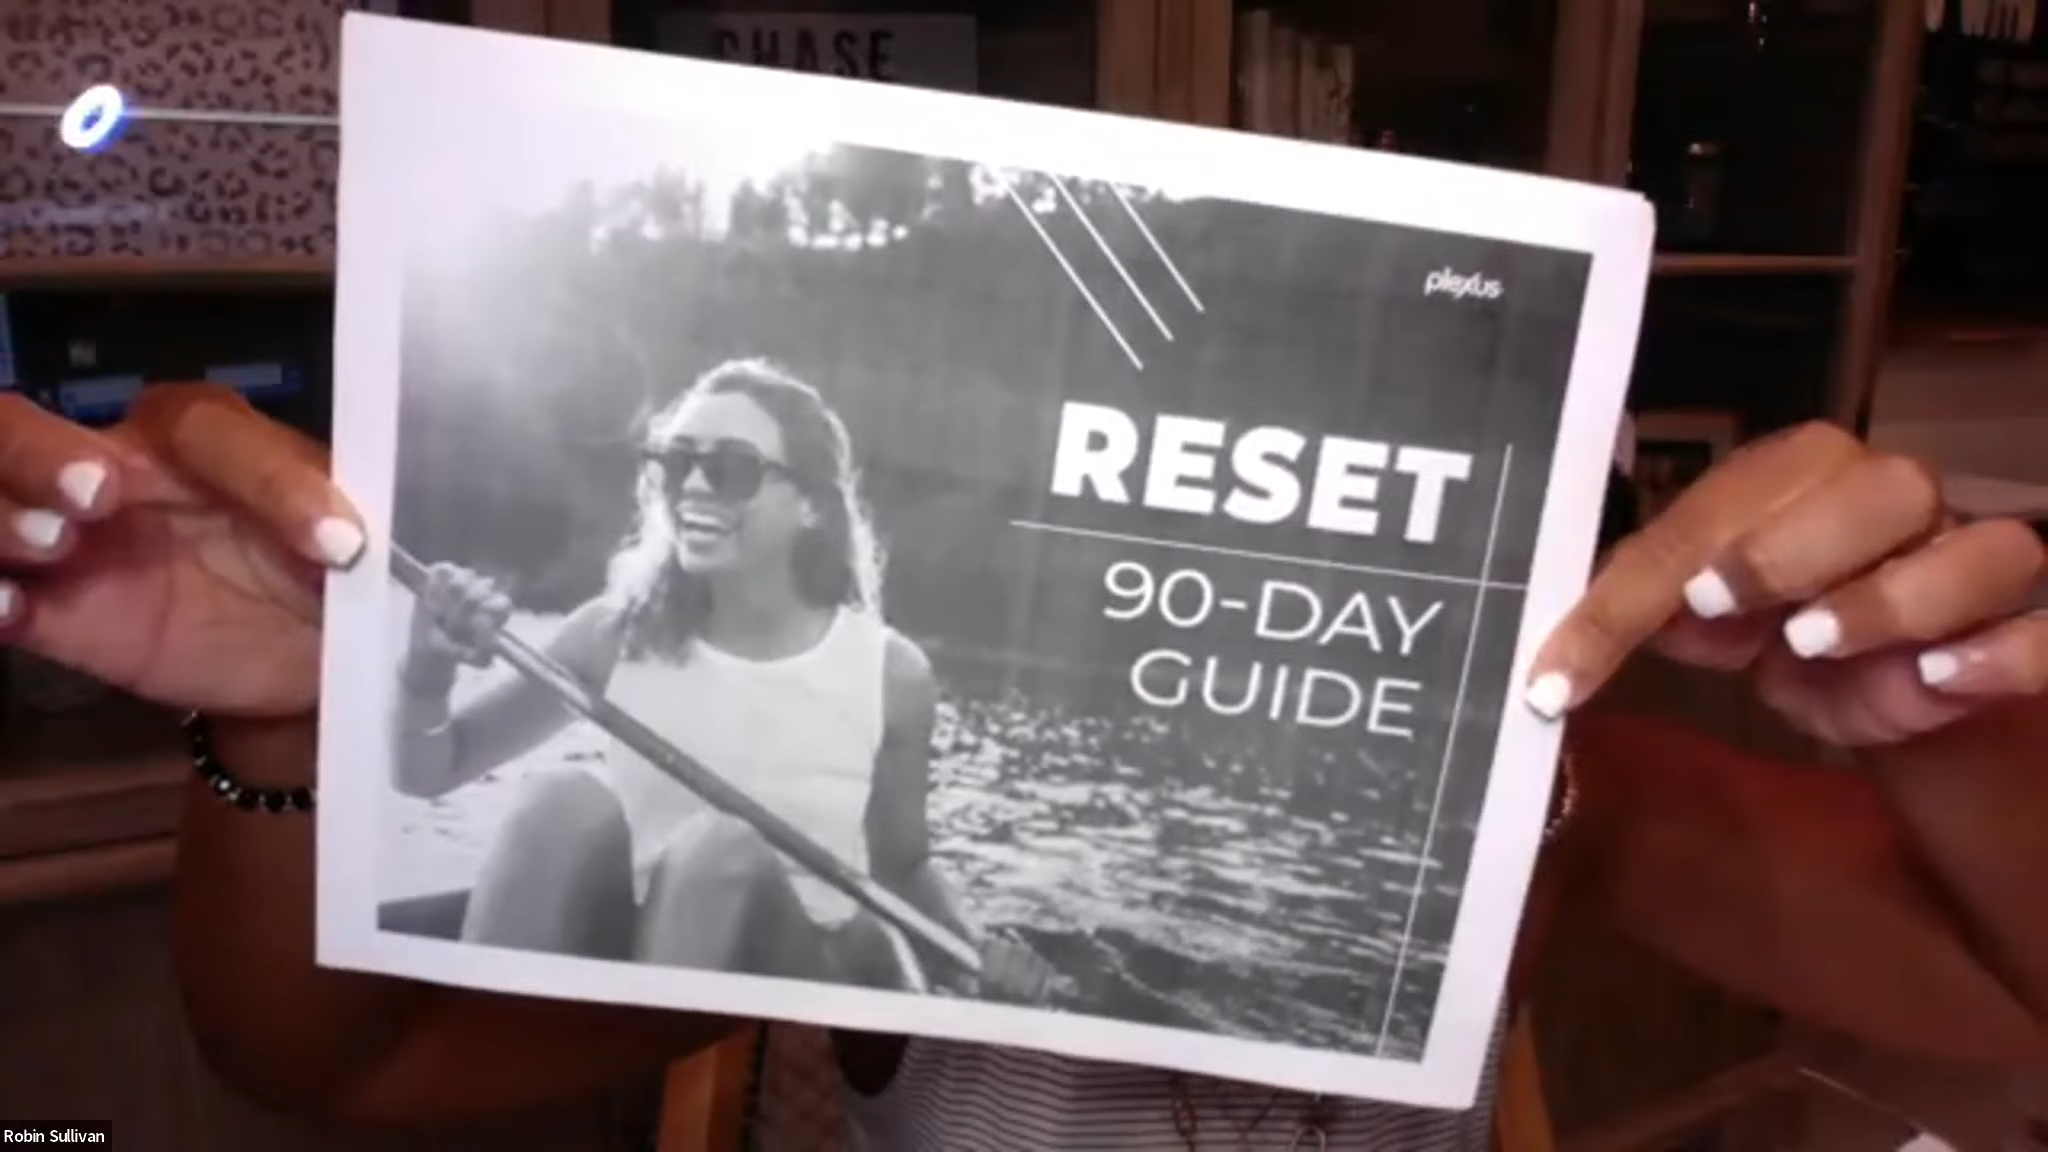 CHASE
plexus
RESET
90-DAY
GUIDE
Robin Sullivan